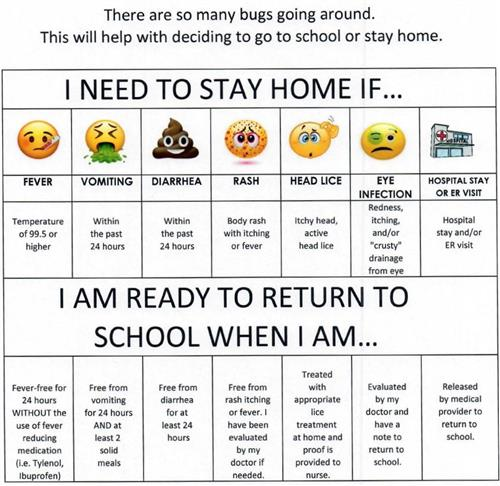 There are so many bugs going around.
This will help with deciding to go to school or stay home.
I NEED TO STAY HOME IF...
FEVER
VOMITING
DIARRHEA
RASH
HEAD LICE
EYE
INFECTION
HOSPITAL STAY
OR ER VISIT
Temperature
of 99.5 or
higher
Within
the past
24 hours
Within
the past
24 hours
Body rash
with itching
or fever
Itchy head,
active
head lice
Redness,
itching,
and/or
"crusty"
drainage
from eye
Hospital
stay and/or
ER visit
I AM READY TO RETURN TO
SCHOOL WHEN I AM...
Fever-free for
24 hours
WITHOUT the
use of fever
reducing
medication
(i.e. Tylenol,
Ibuprofen)
Free from
vomiting
for 24 hours
AND at
least 2
solid
meals
Free from
diarrhea
for at
least 24
hours
Free from
rash itching
or fever. I
have been
evaluated
by my
doctor if
needed.
Treated
with
appropriate
lice
treatment
at home and
proof is
provided to
nurse.
Evaluated
by my
doctor and
have a
note to
return to
school.
Released
by medical
provider to
return to
school.